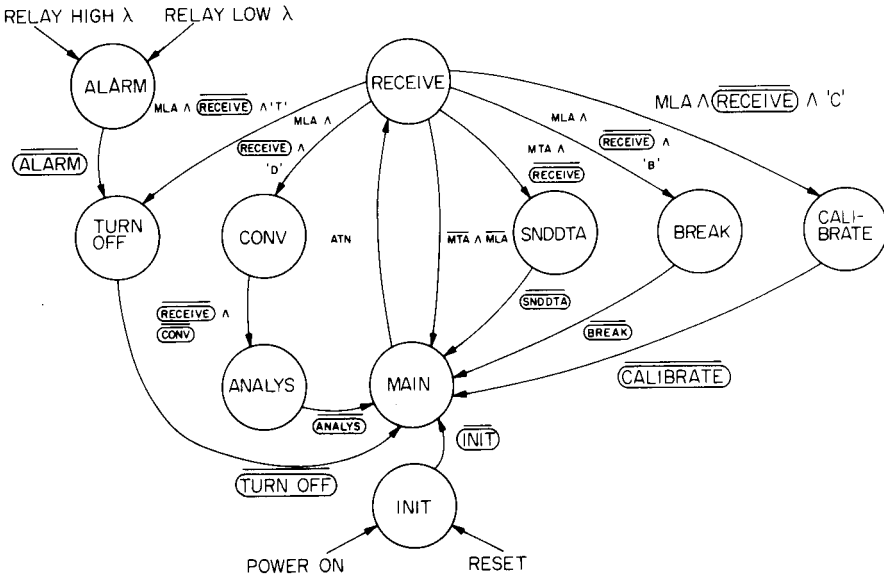 RELAY HIGH λ
RELAY LOW λ
ALARM
RECEIVE
MLA ∧ RECEIVE ∧ 'T'
MLA ∧
RECEIVE ∧
'D'
MTA ∧
RECEIVE
MLA ∧
RECEIVE ∧
'B'
MLA ∧ RECEIVE ∧ 'C'
ALARM
TURN
OFF
CONV
ATN
MTA ∧ MLA
SNDDTA
BREAK
CALI-
BRATE
RECEIVE ∧
CONV
SNDDTA
BREAK
CALIBRATE
ANALYS
MAIN
ANALYS
INIT
TURN OFF
INIT
POWER ON
RESET